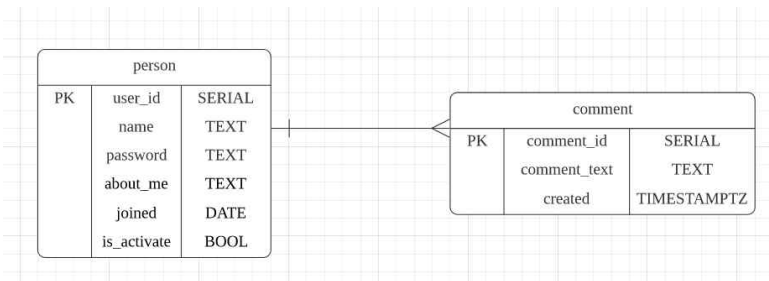 person
PK user_id SERIAL
name TEXT
password TEXT
about_me TEXT
joined DATE
is_activate BOOL
comment
PK comment_id SERIAL
comment_text TEXT
created TIMESTAMPTZ